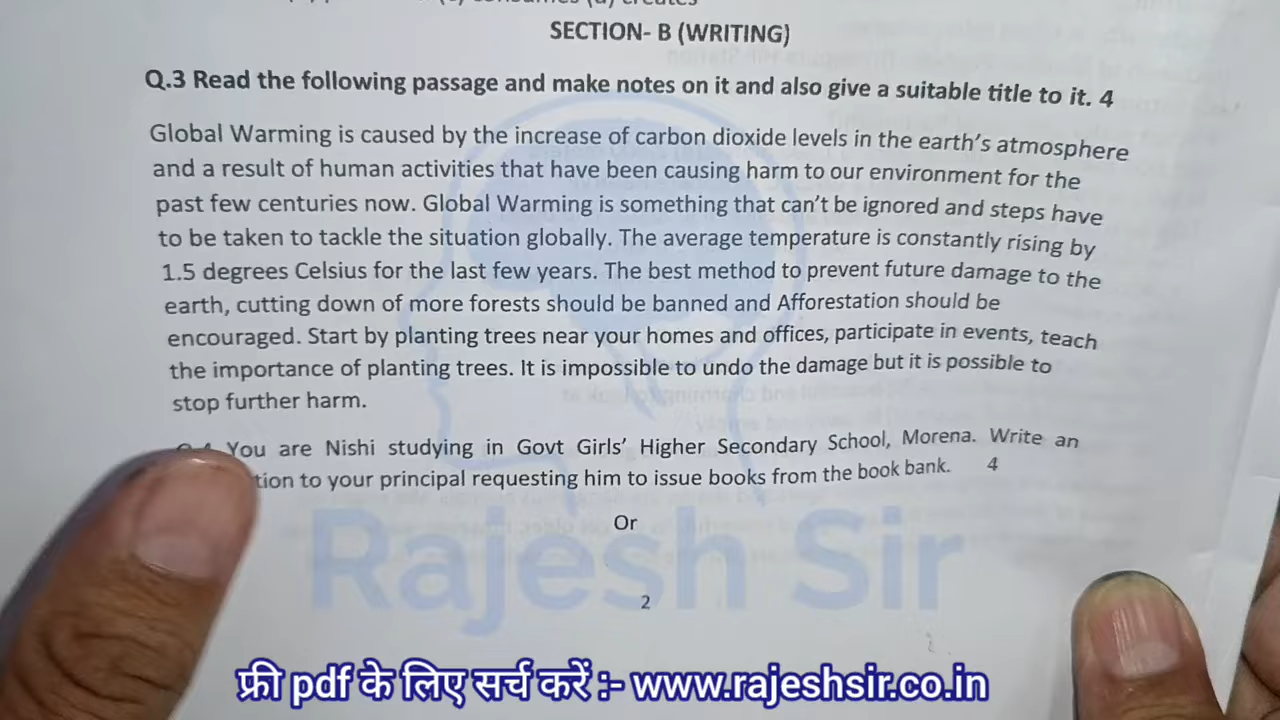 consumes (d) creates
SECTION- B (WRITING)
Q.3 Read the following passage and make notes on it and also give a suitable title to it. 4
Global Warming is caused by the increase of carbon dioxide levels in the earth's atmosphere
and a result of human activities that have been causing harm to our environment for the
past few centuries now. Global Warming is something that can't be ignored and steps have
to be taken to tackle the situation globally. The average temperature is constantly rising by
1.5 degrees Celsius for the last few years. The best method to prevent future damage to the
earth, cutting down of more forests should be banned and Afforestation should be
encouraged. Start by planting trees near your homes and offices, participate in events, teach
the importance of planting trees. It is impossible to undo the damage but it is possible to
stop further harm.
You are Nishi studying in Govt Girls' Higher Secondary School, Morena. Write an
tion to your principal requesting him to issue books from the book bank. 4
Or
Rajesh Sir
2
फ्री pdf के लिए सर्च करें :- www.rajeshsir.co.in